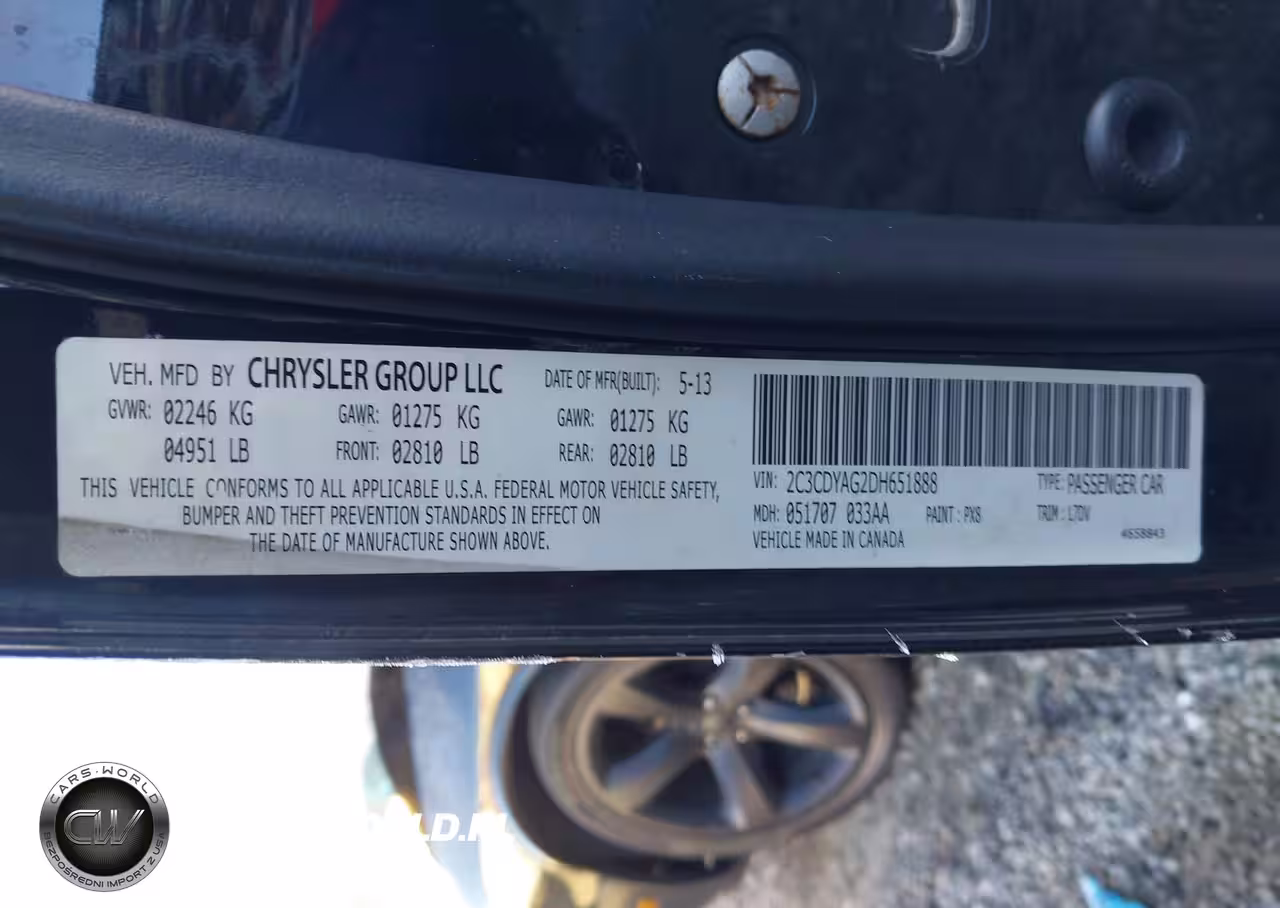 VEH. MFD BY CHRYSLER GROUP LLC DATE OF MFR(BUILT): 5-13
GVWR: 02246 KG GAWR: 01275 KG GAWR: 01275 KG
04951 LB FRONT: 02810 LB REAR: 02810 LB
THIS VEHICLE CONFORMS TO ALL APPLICABLE U.S.A. FEDERAL MOTOR VEHICLE SAFETY,
BUMPER AND THEFT PREVENTION STANDARDS IN EFFECT ON
THE DATE OF MANUFACTURE SHOWN ABOVE.
VIN: 2C3CDYAG2DH651888 TYPE: PASSENGER CAR
MDH: 051707 033AA PAINT: PX8 TRIM: L7DV
VEHICLE MADE IN CANADA 4658843
CARS-WORLD
CW
BEZPOŚREDNI IMPORT Z USA